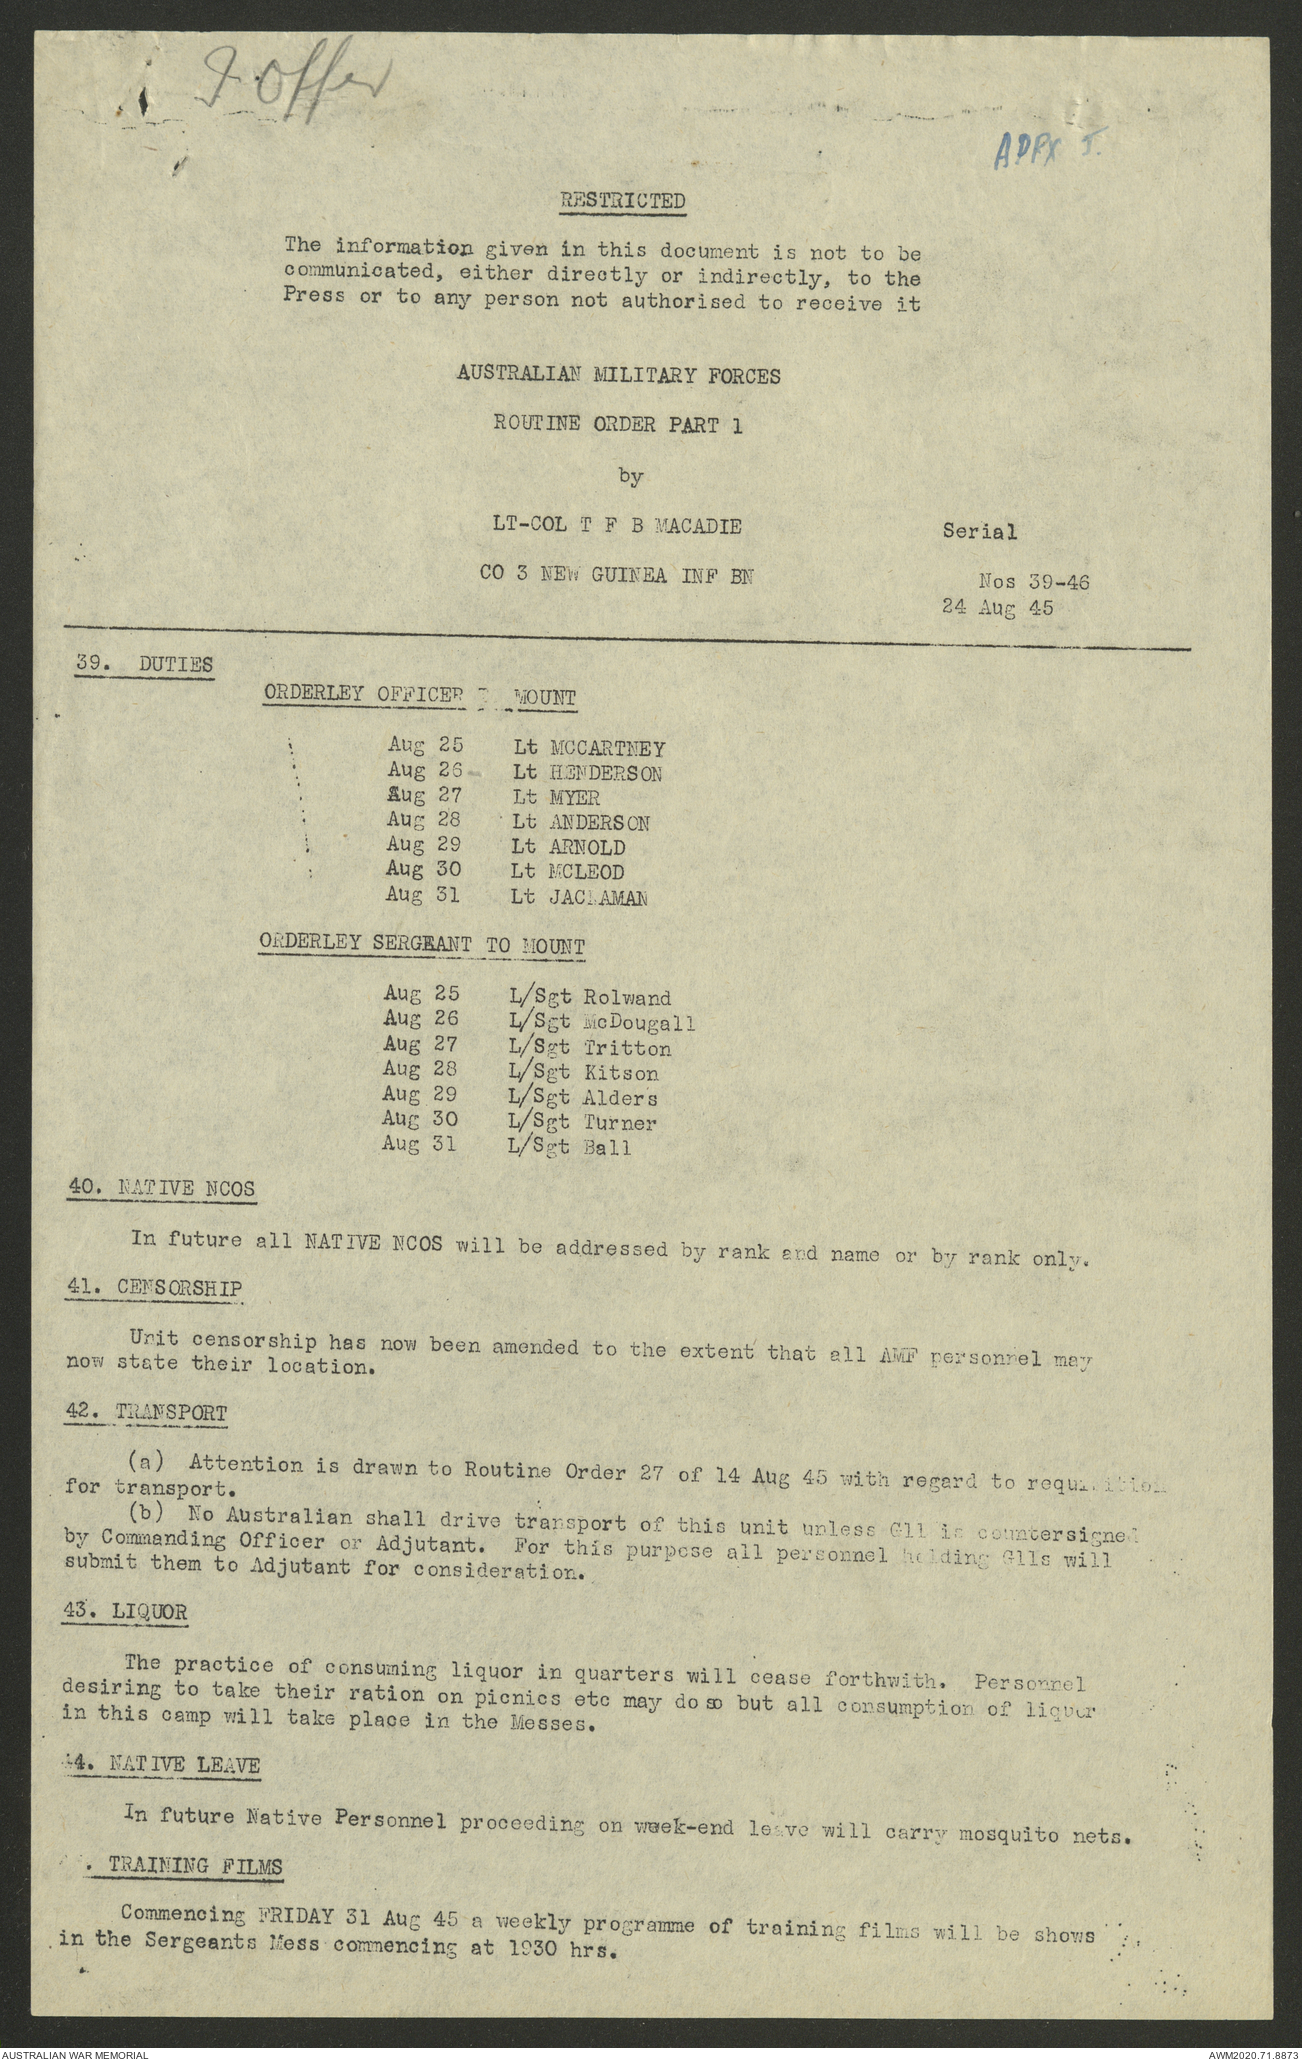 I Offer
APPX J.
RESTRICTED
The information given in this document is not to be
communicated, either directly or indirectly, to the
Press or to any person not authorised to receive it
AUSTRALIAN MILITARY FORCES
ROUTINE ORDER PART 1
by
LT-COL T F B MACADIE
Serial
CO 3 NEW GUINEA INF BN
Nos 39-46
24 Aug 45
39. DUTIES
ORDERLEY OFFICER MOUNT
Aug 25 Lt MCCARTNEY
Aug 26 Lt HENDERSON
Aug 27 Lt MYER
Aug 28 Lt ANDERSON
Aug 29 Lt ARNOLD
Aug 30 Lt MCLEOD
Aug 31 Lt JACKAMAN
ORDERLEY SERGEANT TO MOUNT
Aug 25 L/Sgt Rolwand
Aug 26 L/Sgt McDougall
Aug 27 L/Sgt Tritton
Aug 28 L/Sgt Kitson
Aug 29 L/Sgt Alders
Aug 30 L/Sgt Turner
Aug 31 L/Sgt Ball
40. NATIVE NCOS
In future all NATIVE NCOS will be addressed by rank and name or by rank only.
41. CENSORSHIP
Unit censorship has now been amended to the extent that all AMF personnel may
now state their location.
42. TRANSPORT
(a) Attention is drawn to Routine Order 27 of 14 Aug 45 with regard to requisition
for transport.
(b) No Australian shall drive transport of this unit unless G11 is countersigned
by Commanding Officer or Adjutant. For this purpose all personnel holding G11s will
submit them to Adjutant for consideration.
43. LIQUOR
The practice of consuming liquor in quarters will cease forthwith. Personnel
desiring to take their ration on picnics etc may do so but all consumption of liquor
in this camp will take place in the Messes.
44. NATIVE LEAVE
In future Native Personnel proceeding on week-end leave will carry mosquito nets.
. TRAINING FILMS
Commencing FRIDAY 31 Aug 45 a weekly programme of training films will be shows
in the Sergeants Mess commencing at 1930 hrs.
AUSTRALIAN WAR MEMORIAL
AWM2020.71.8873